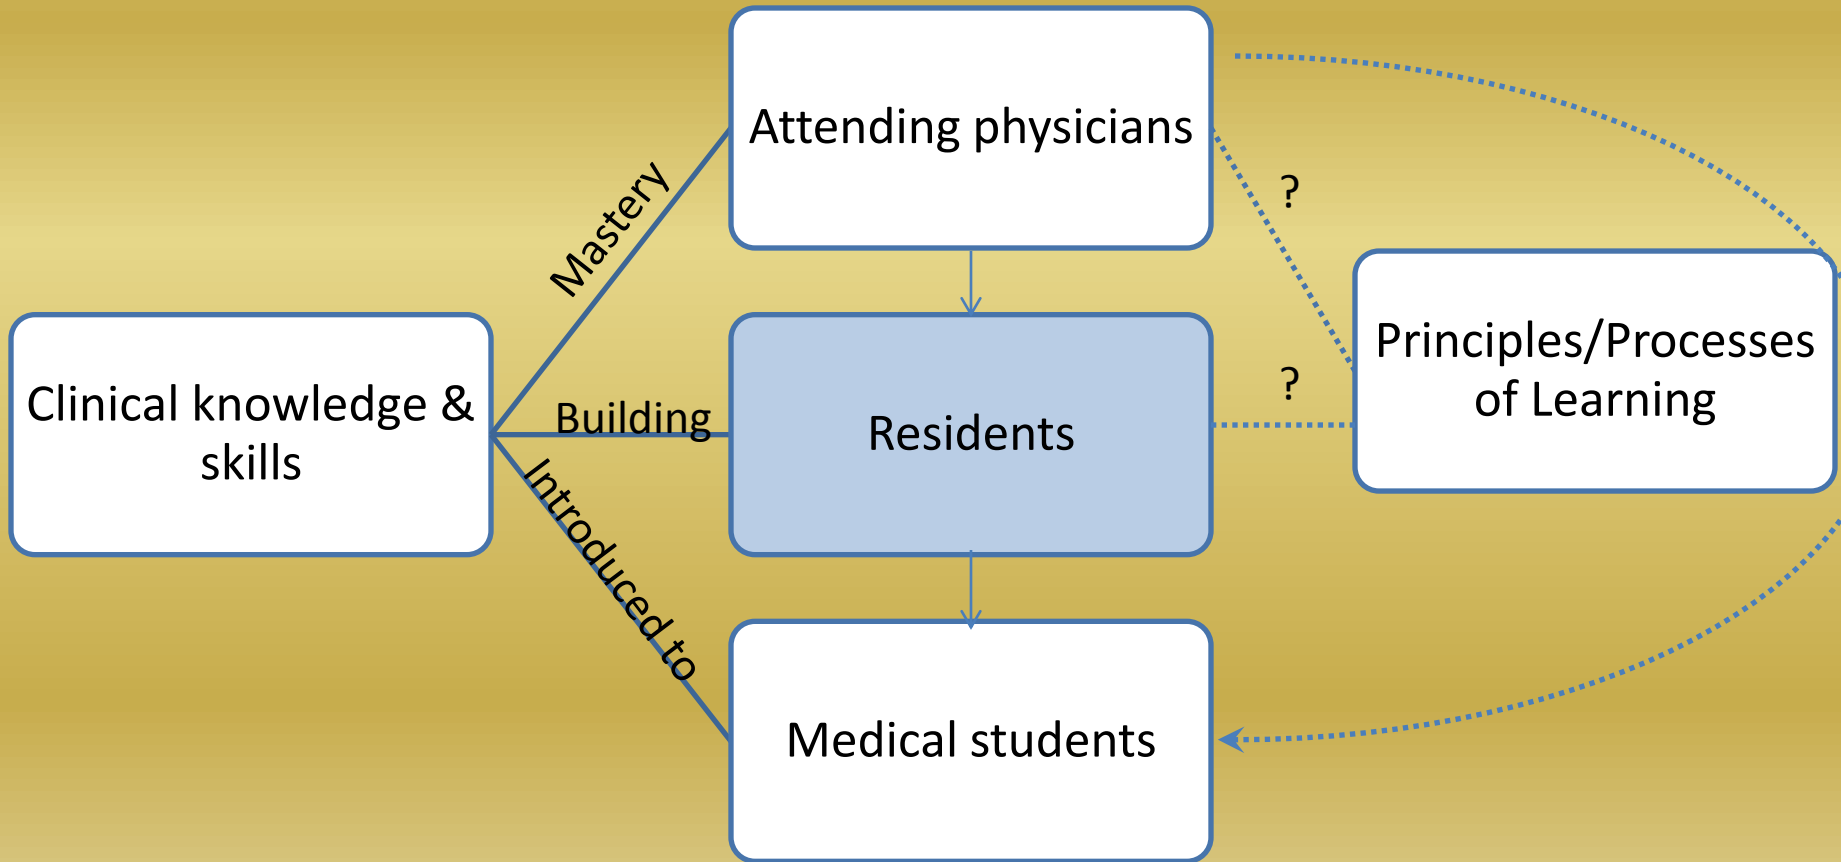 Attending physicians
Mastery
?
Principles/Processes
of Learning
Clinical knowledge &
skills
Building
Residents
?
Introduced to
Medical students